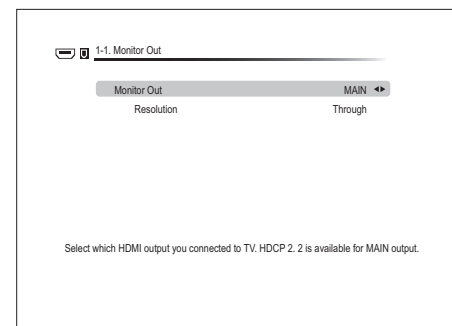 1-1. Monitor Out
Monitor Out MAIN
Resolution Through
Select which HDMI output you connected to TV. HDCP 2. 2 is available for MAIN output.